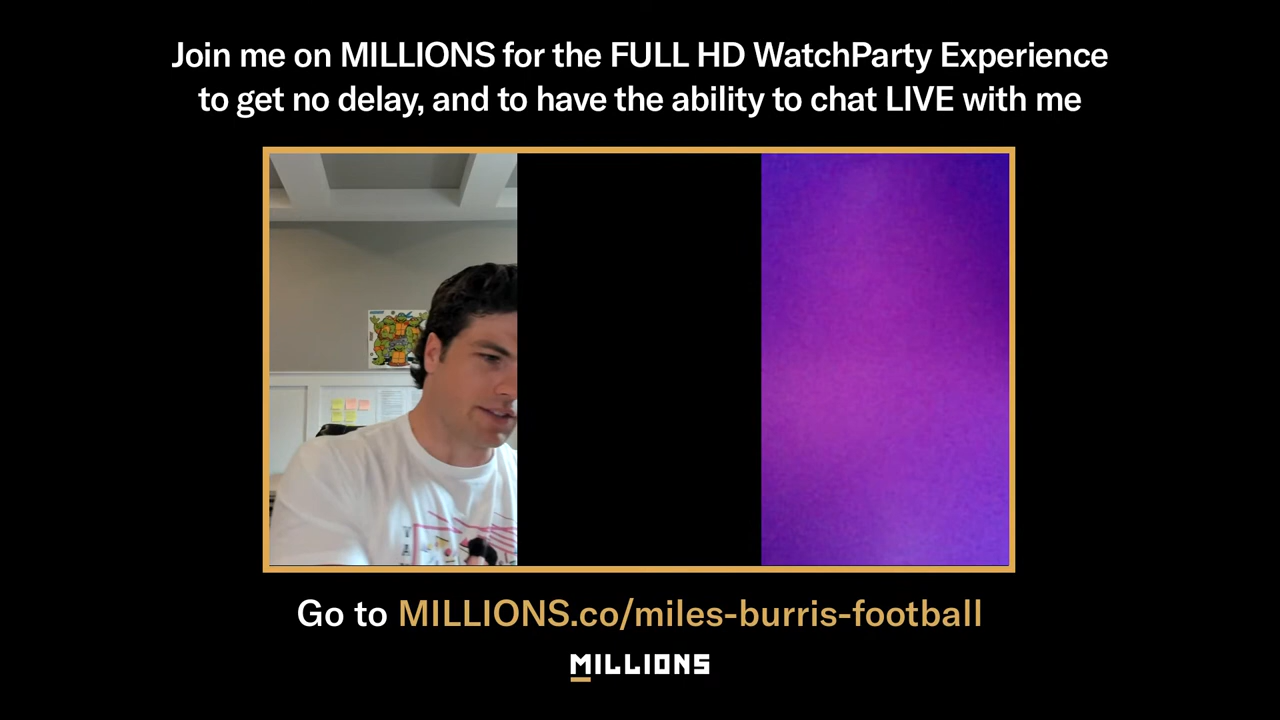 Join me on MILLIONS for the FULL HD WatchParty Experience
to get no delay, and to have the ability to chat LIVE with me
Go to MILLIONS.co/miles-burris-football
MILLIONS